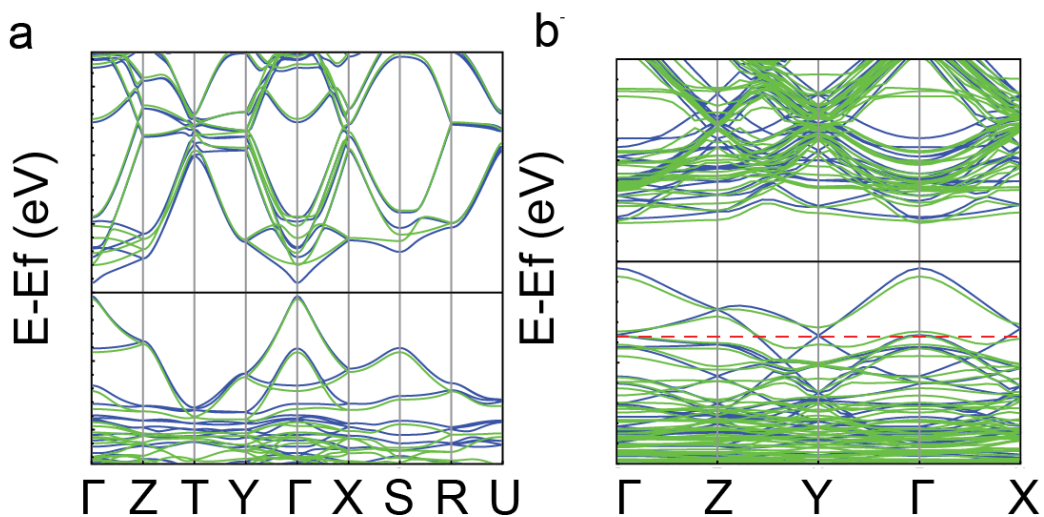 a
E-Ef (eV)
Γ Z T Y Γ X S R U
b
E-Ef (eV)
Γ Z Y Γ X